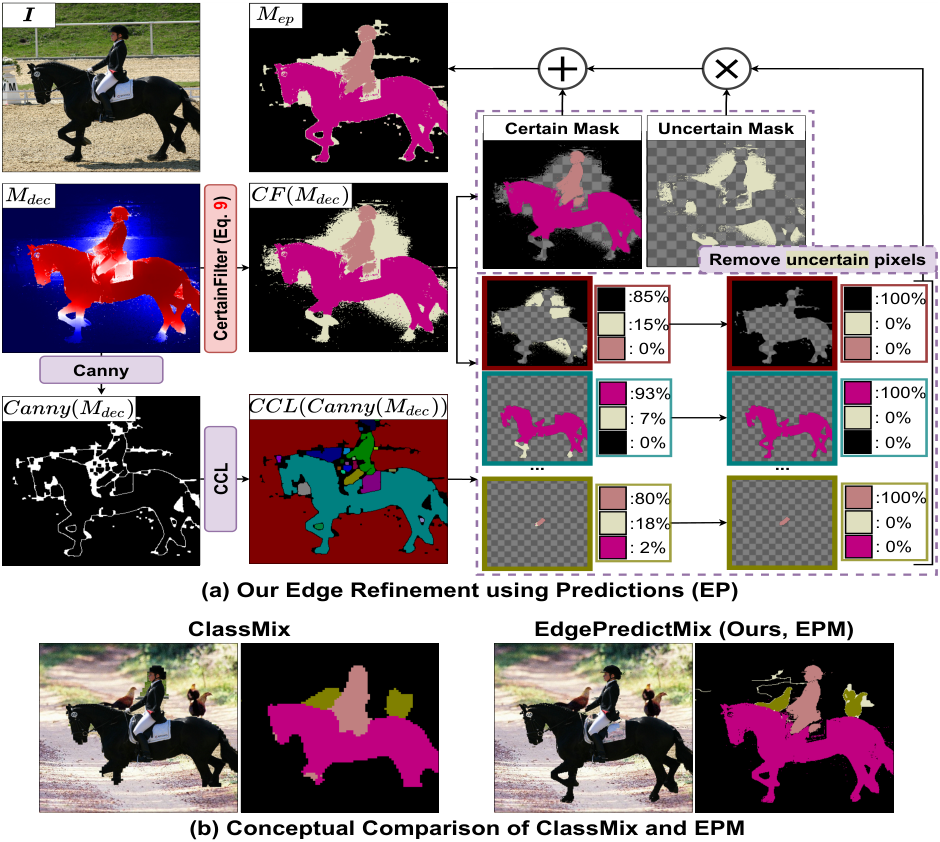 I
M_ep
Certain Mask
Uncertain Mask
M_dec
CertainFilter (Eq. 9)
CF(M_dec)
Remove uncertain pixels
:85%
:15%
: 0%
:100%
: 0%
: 0%
Canny
Canny(M_dec)
CCL
CCL(Canny(M_dec))
:93%
: 7%
: 0%
:100%
: 0%
: 0%
...
...
:80%
:18%
: 2%
:100%
: 0%
: 0%
(a) Our Edge Refinement using Predictions (EP)
ClassMix
EdgePredictMix (Ours, EPM)
(b) Conceptual Comparison of ClassMix and EPM